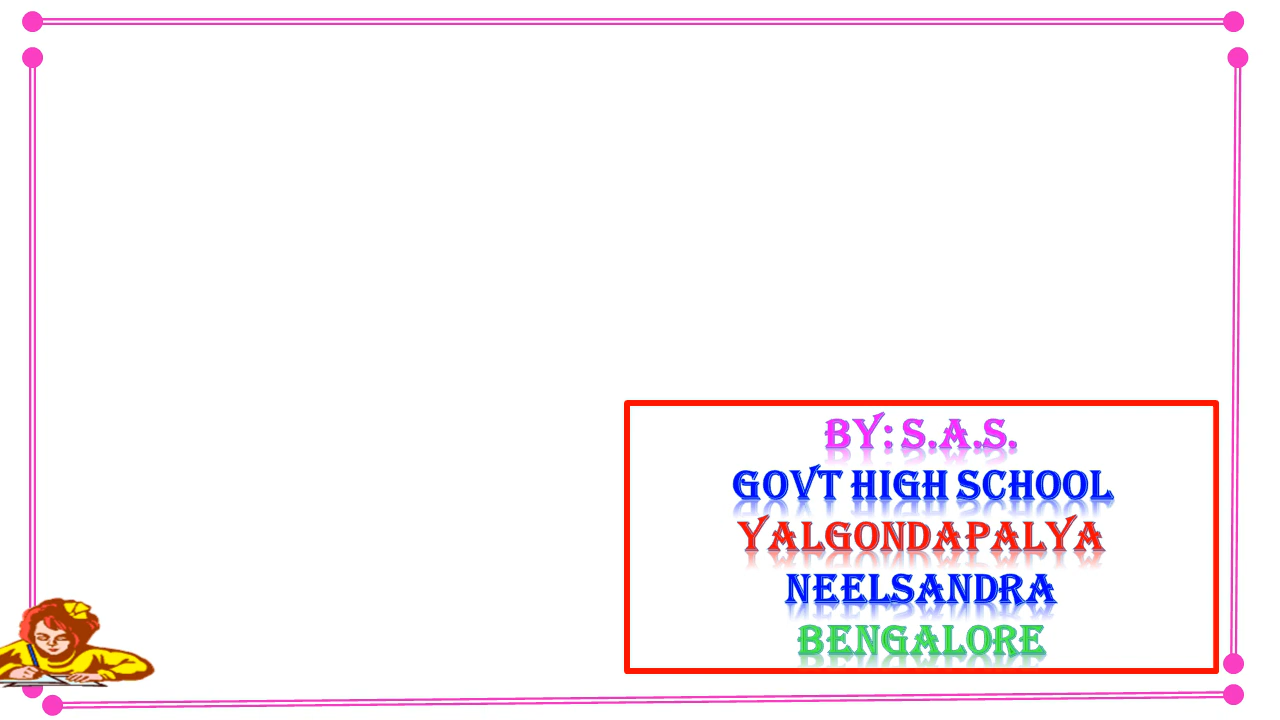 BY: S.A.S.
GOVT HIGH SCHOOL
YALGONDAPALYA
NEELSANDRA
BENGALORE